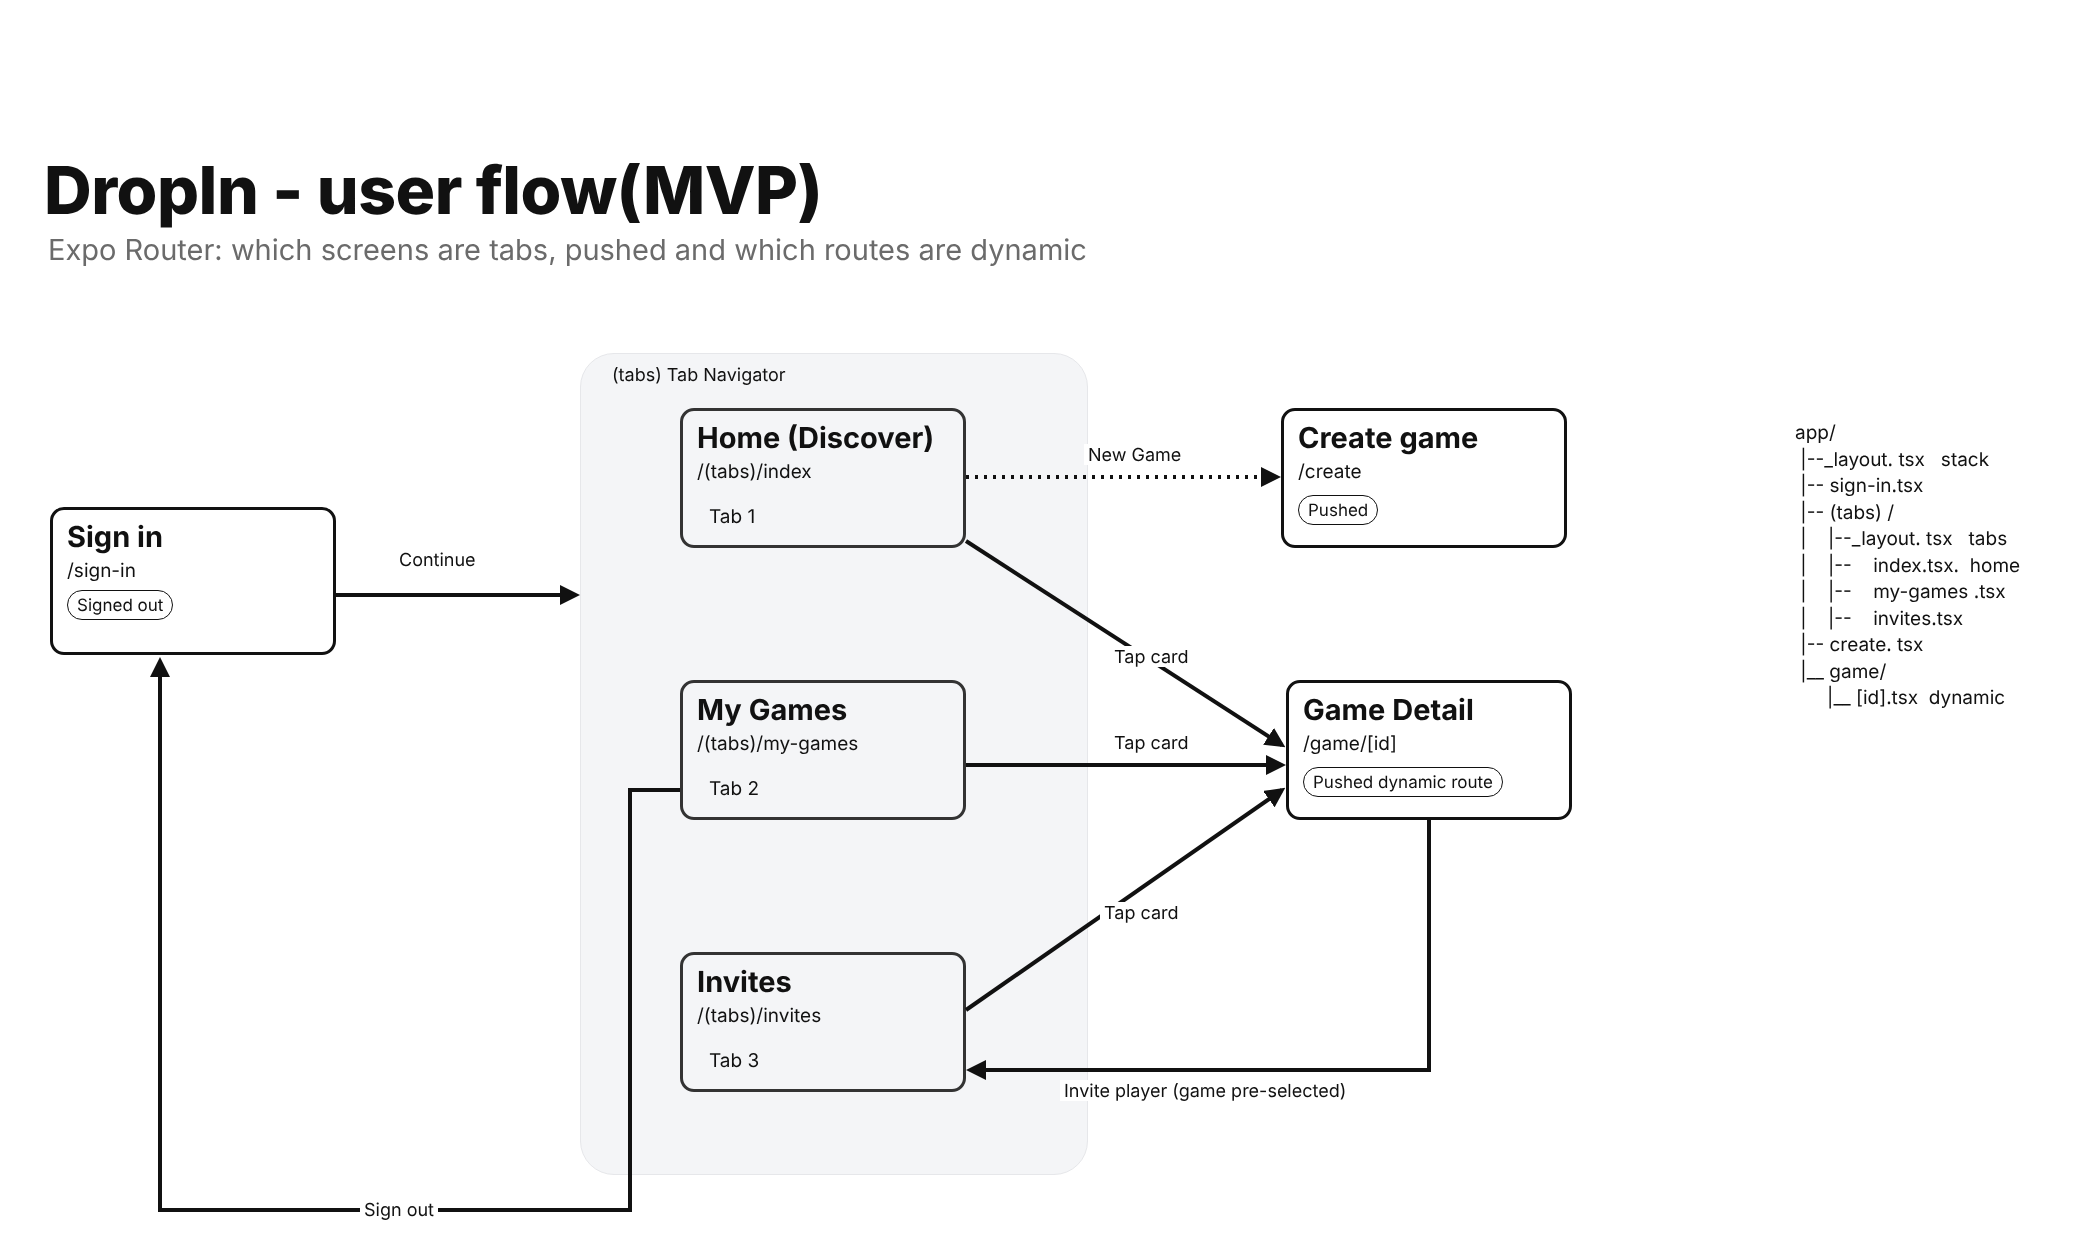 DropIn - user flow(MVP)
Expo Router: which screens are tabs, pushed and which routes are dynamic
(tabs) Tab Navigator
Home (Discover)
/(tabs)/index
Tab 1
New Game
Create game
/create
Pushed
Sign in
/sign-in
Signed out
Continue
Tap card
My Games
/(tabs)/my-games
Tab 2
Tap card
Game Detail
/game/[id]
Pushed dynamic route
Tap card
Invites
/(tabs)/invites
Tab 3
Invite player (game pre-selected)
Sign out
app/
|--_layout. tsx   stack
|-- sign-in.tsx
|-- (tabs) /
|    |--_layout. tsx   tabs
|    |--    index.tsx.  home
|    |--    my-games .tsx
|    |--    invites.tsx
|-- create. tsx
|__ game/
|__ [id].tsx  dynamic